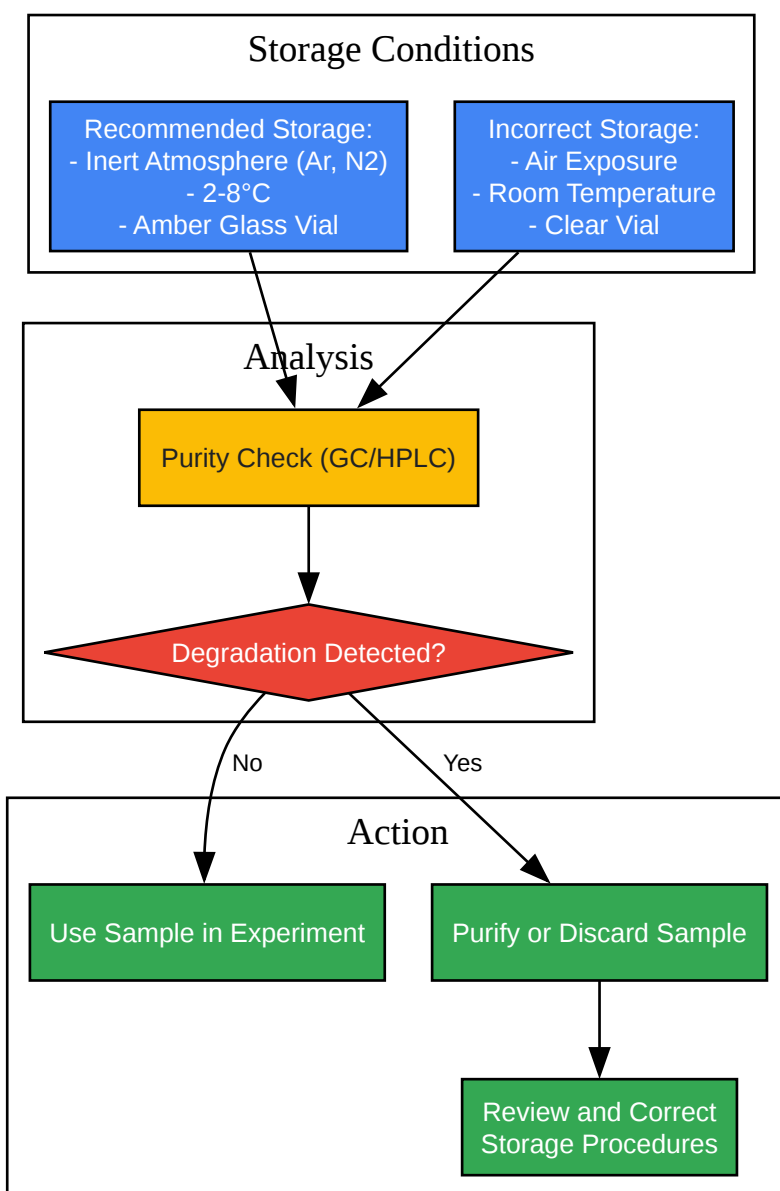 Storage Conditions
Recommended Storage:
- Inert Atmosphere (Ar, N2)
- 2-8°C
- Amber Glass Vial
Incorrect Storage:
- Air Exposure
- Room Temperature
- Clear Vial
Analysis
Purity Check (GC/HPLC)
Degradation Detected?
No
Yes
Action
Use Sample in Experiment
Purify or Discard Sample
Review and Correct
Storage Procedures